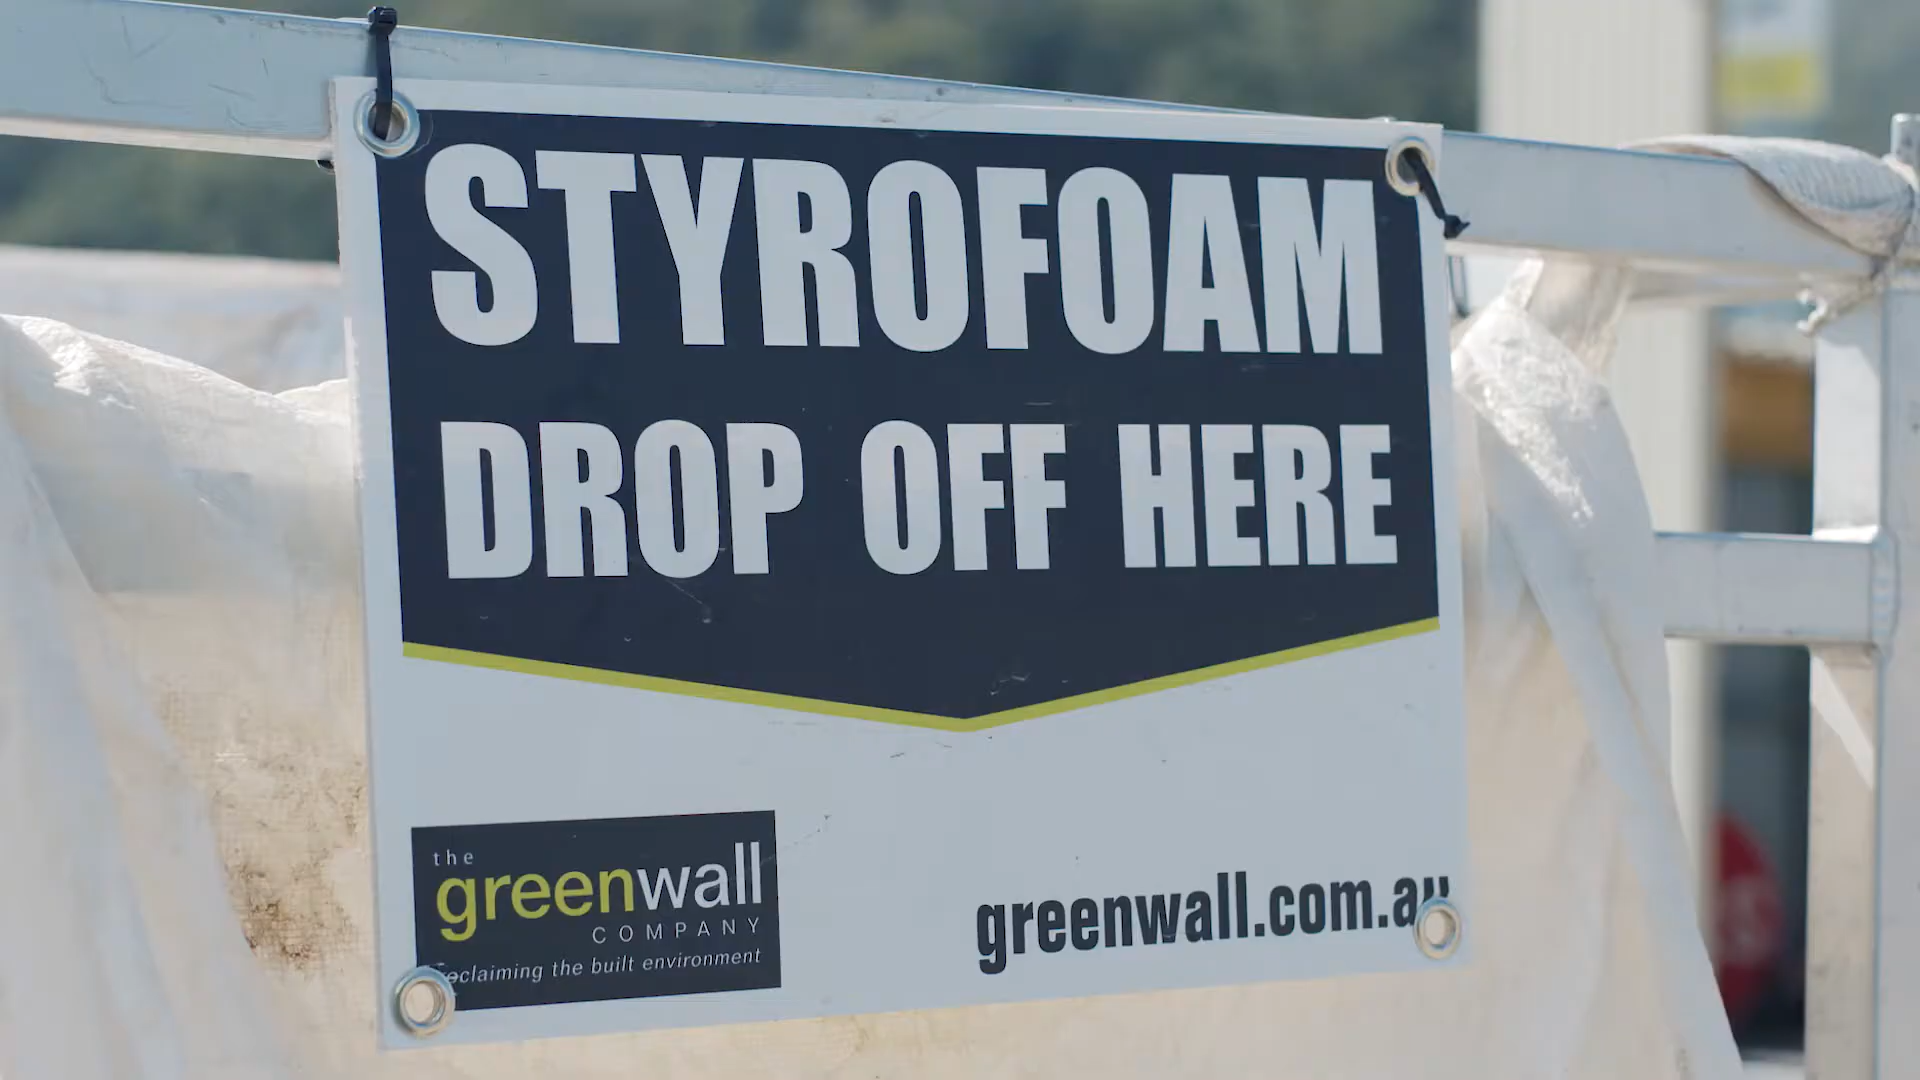 STYROFOAM
DROP OFF HERE
the
greenwall
COMPANY
reclaiming the built environment
greenwall.com.au